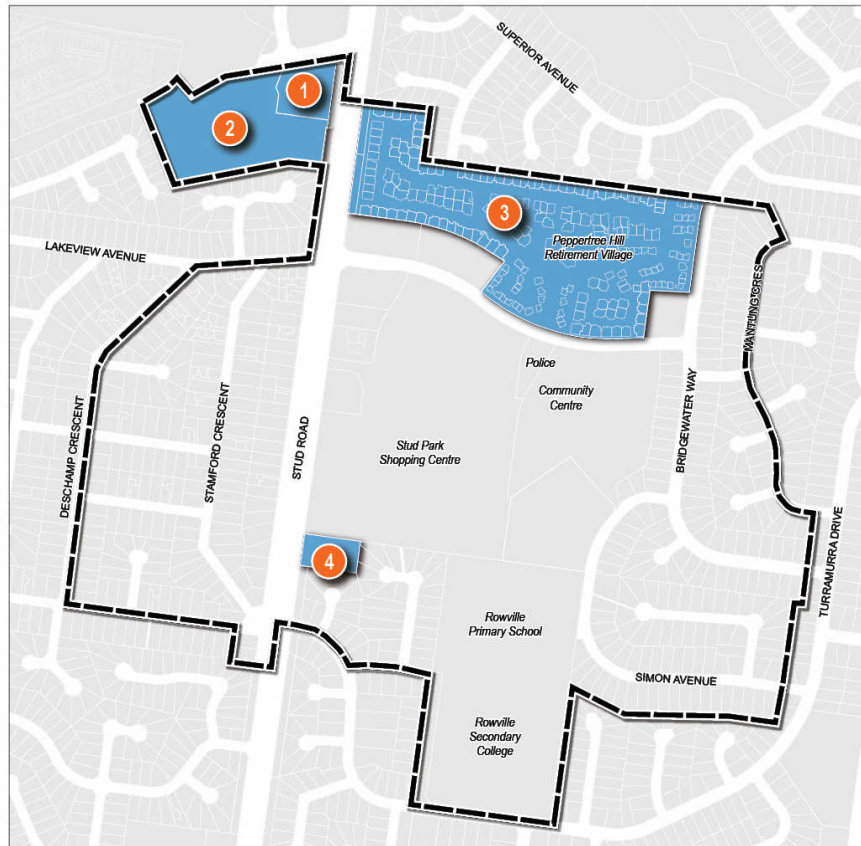 SUPERIOR AVENUE
1
2
3
Peppertree Hill
Retirement Village
LAKEVIEW AVENUE
MANTUNG CRES
Police
Community
Centre
BRIDGEWATER WAY
DESCHAMP CRESCENT
STAMFORD CRESCENT
STUD ROAD
Stud Park
Shopping Centre
TURRAMURRA DRIVE
4
Rowville
Primary School
SIMON AVENUE
Rowville
Secondary
College